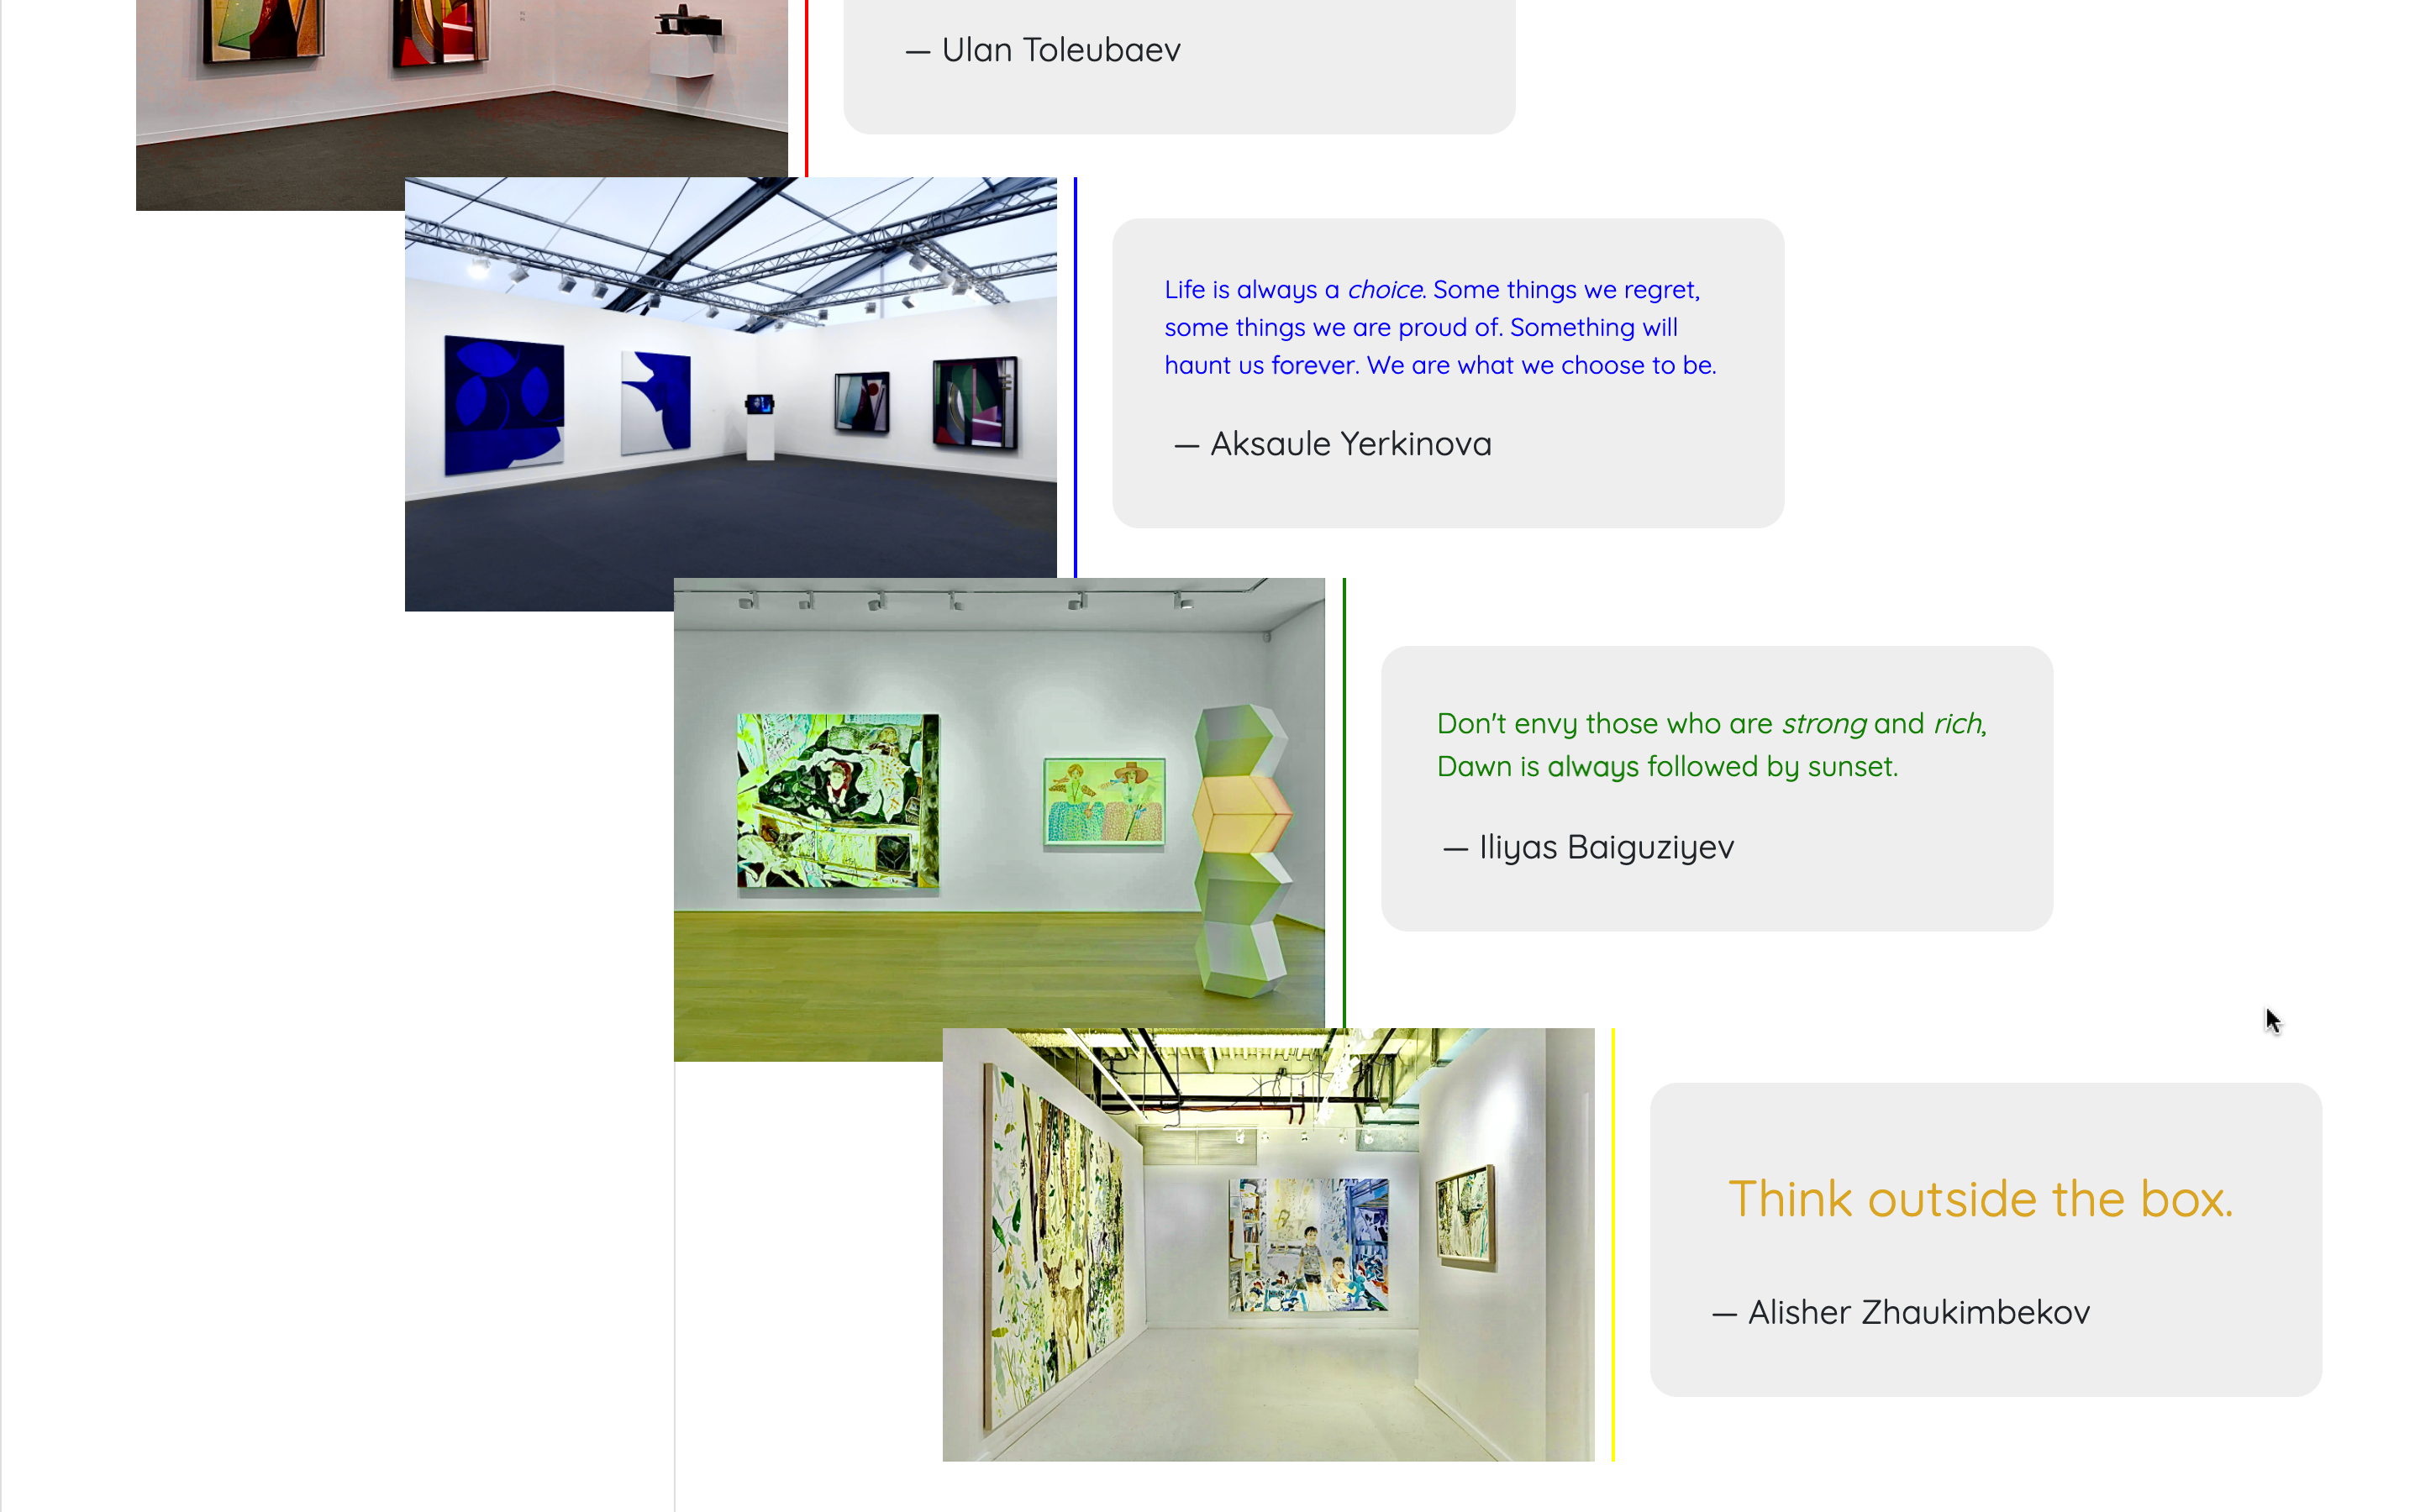 — Ulan Toleubaev
Life is always a choice. Some things we regret,
some things we are proud of. Something will
haunt us forever. We are what we choose to be.
— Aksaule Yerkinova
Don't envy those who are strong and rich,
Dawn is always followed by sunset.
— Iliyas Baiguziyev
Think outside the box.
— Alisher Zhaukimbekov